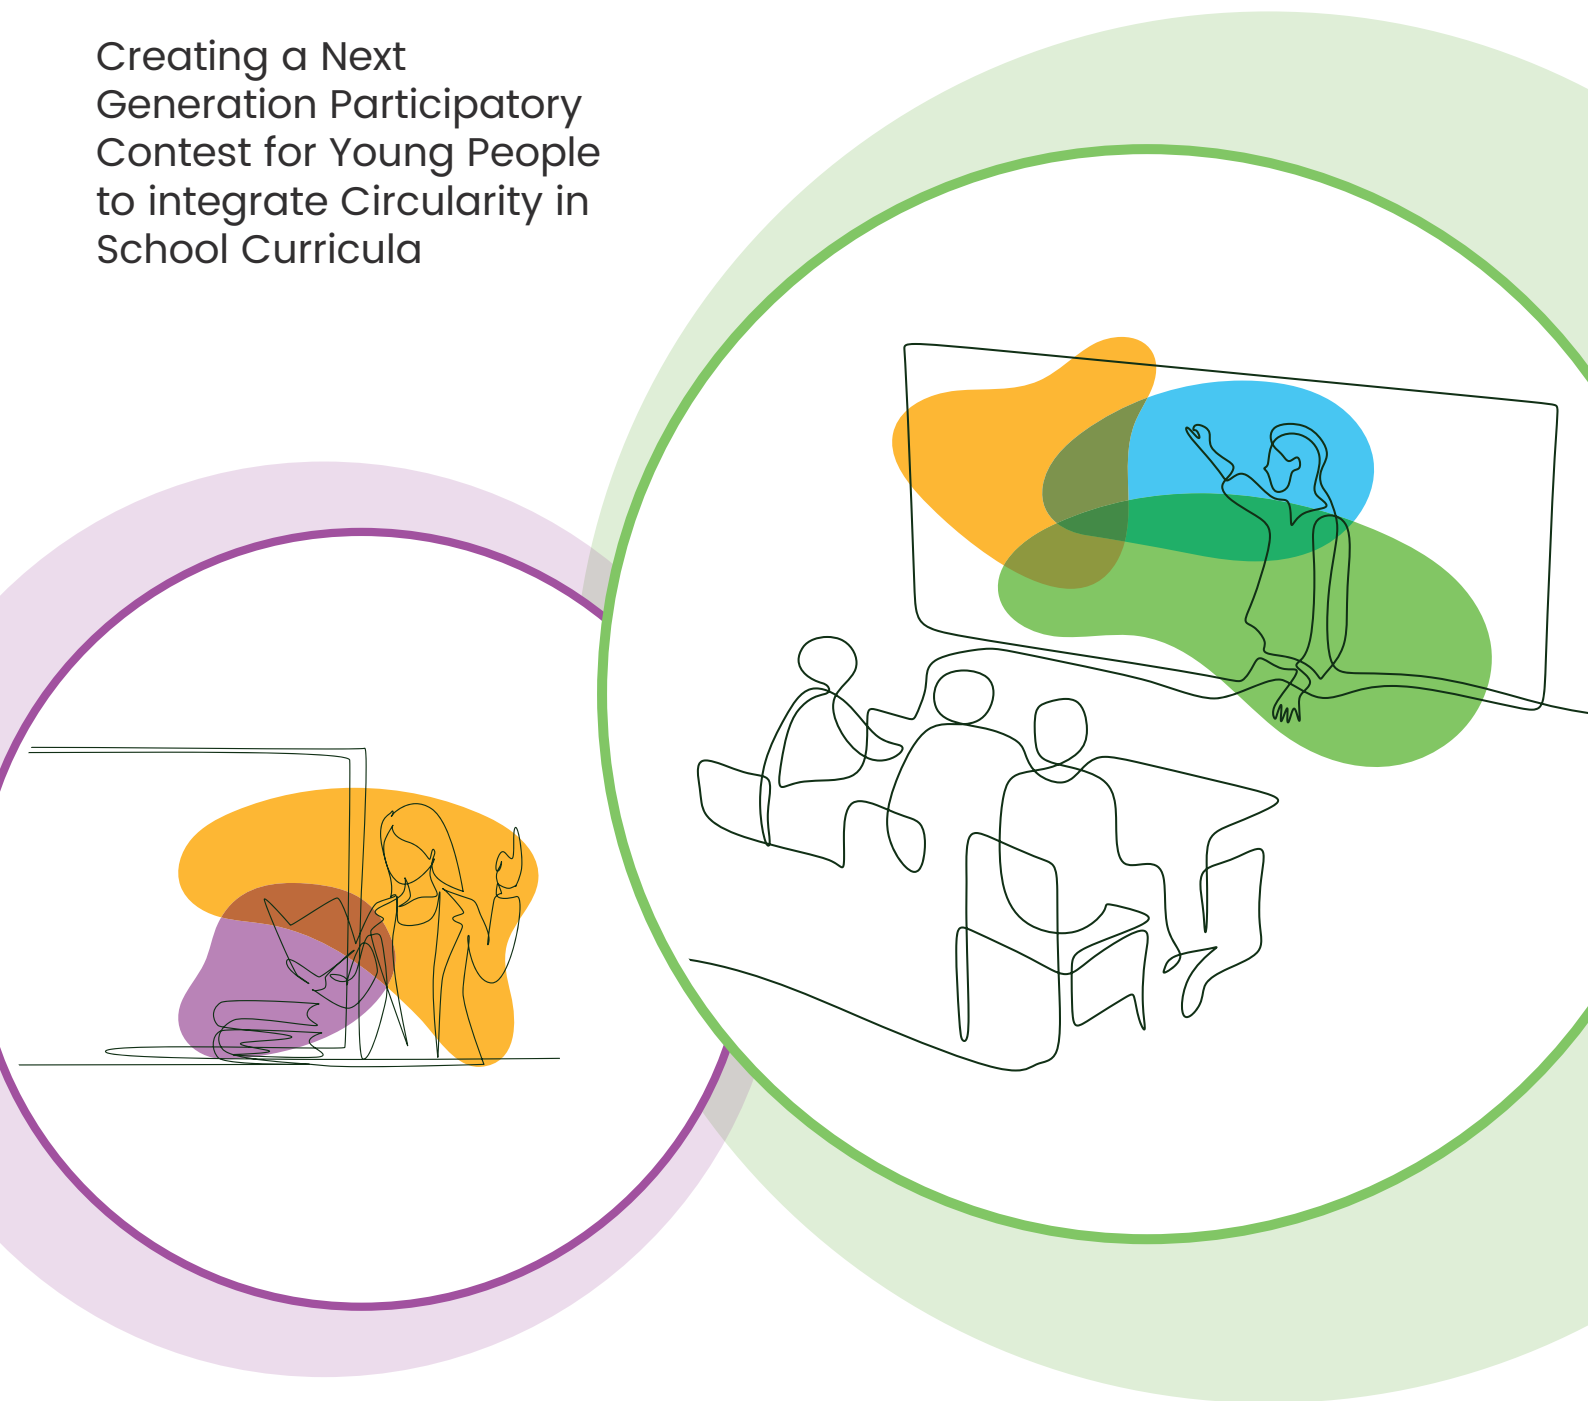 Creating a Next
Generation Participatory
Contest for Young People
to integrate Circularity in
School Curricula